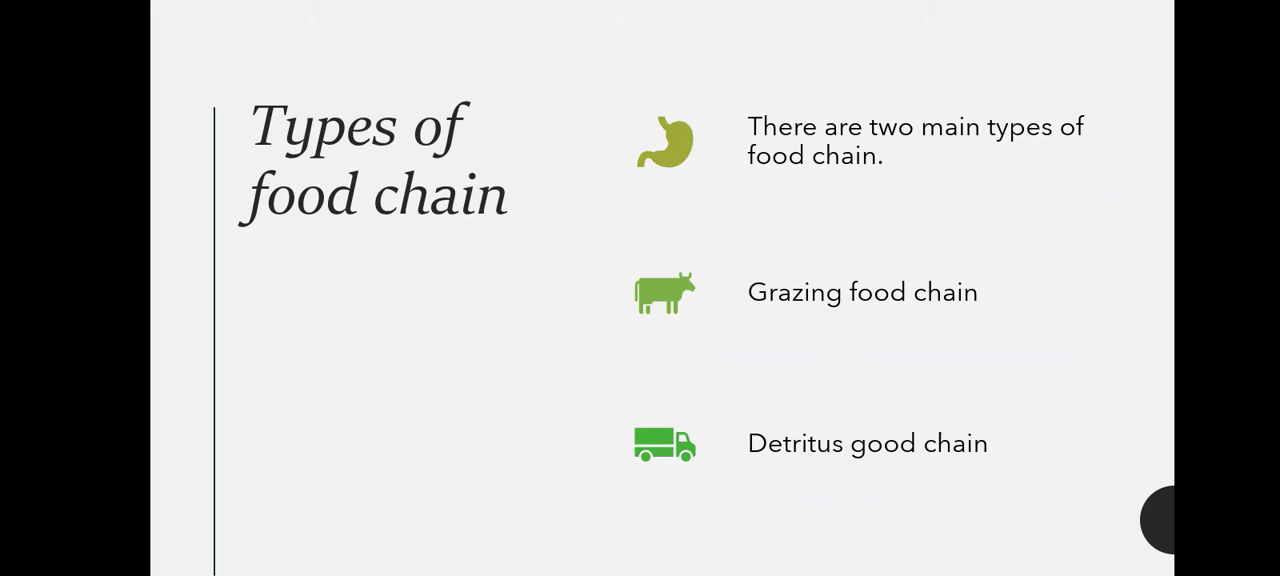 Types of
food chain
There are two main types of
food chain.
Grazing food chain
Detritus good chain